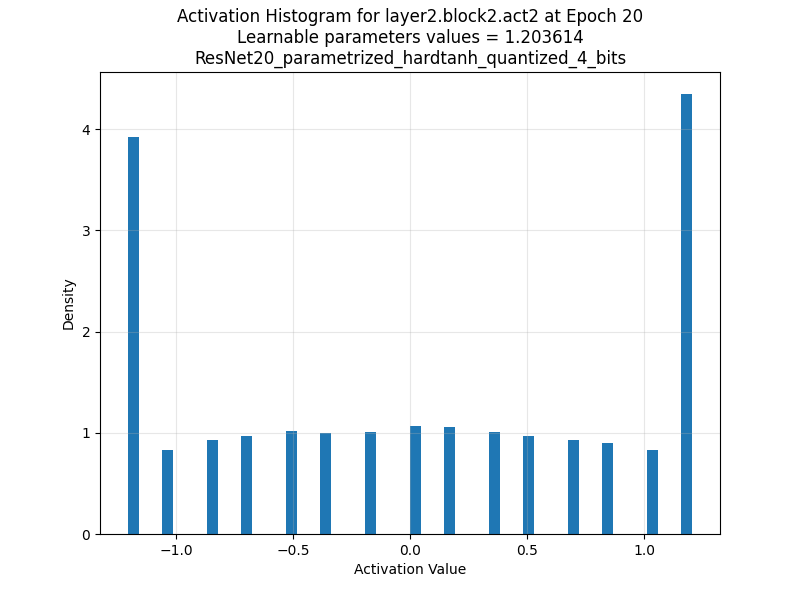 Activation Histogram for layer2.block2.act2 at Epoch 20
Learnable parameters values = 1.203614
ResNet20_parametrized_hardtanh_quantized_4_bits
4
3
2
1
0
Density
−1.0 −0.5 0.0 0.5 1.0
Activation Value